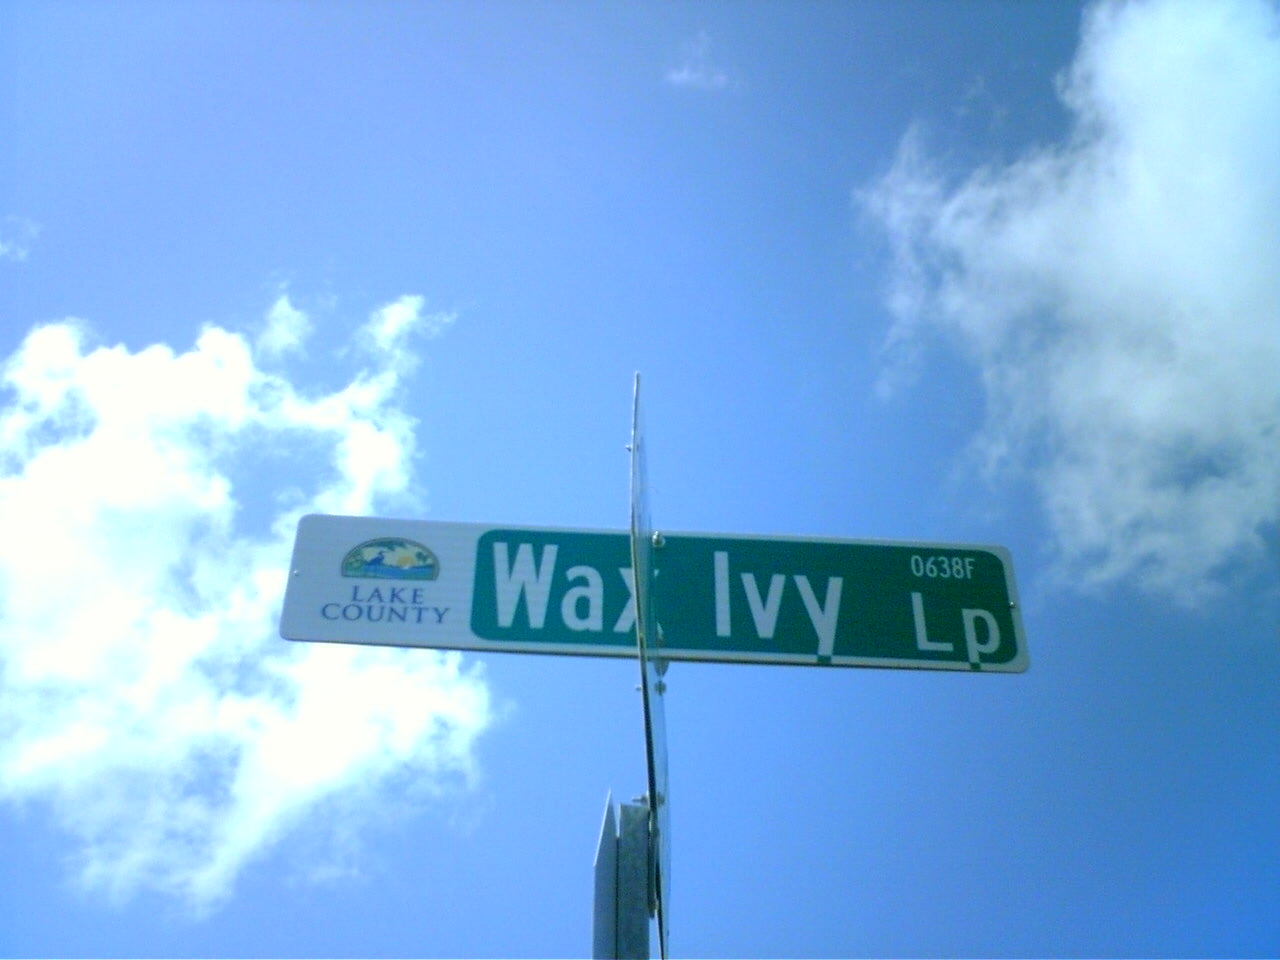 LAKE
COUNTY
Wax Ivy Lp
0638F